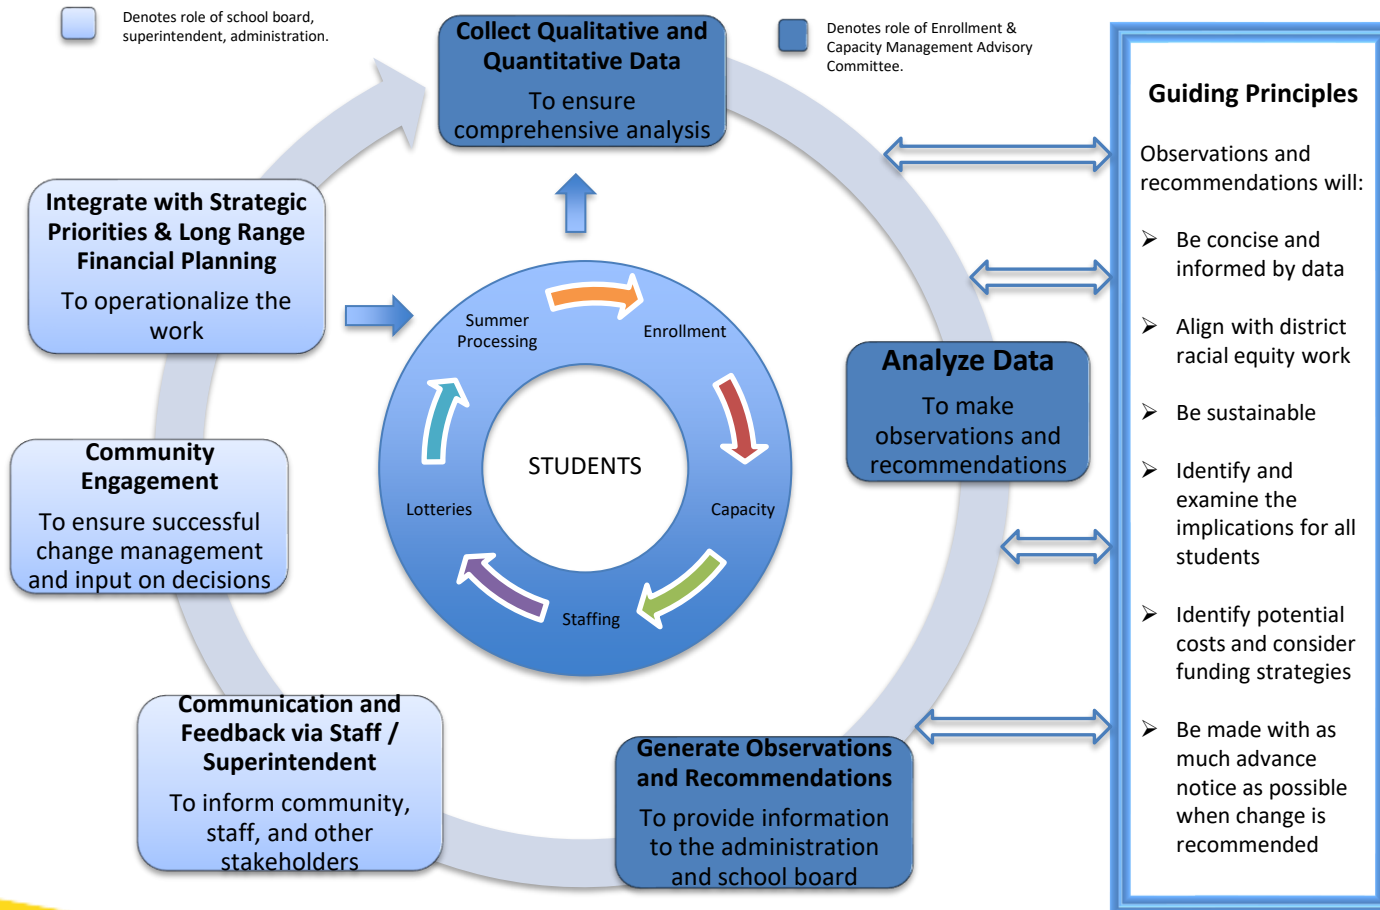 Denotes role of school board,
superintendent, administration.
Collect Qualitative and
Quantitative Data
To ensure
comprehensive analysis
Denotes role of Enrollment &
Capacity Management Advisory
Committee.
Integrate with Strategic
Priorities & Long Range
Financial Planning
To operationalize the
work
Summer
Processing
Enrollment
Analyze Data
To make
observations and
recommendations
Community
Engagement
To ensure successful
change management
and input on decisions
STUDENTS
Lotteries
Capacity
Staffing
Communication and
Feedback via Staff /
Superintendent
To inform community,
staff, and other
stakeholders
Generate Observations
and Recommendations
To provide information
to the administration
and school board
Guiding Principles
Observations and
recommendations will:
➢ Be concise and
informed by data
➢ Align with district
racial equity work
➢ Be sustainable
➢ Identify and
examine the
implications for all
students
➢ Identify potential
costs and consider
funding strategies
➢ Be made with as
much advance
notice as possible
when change is
recommended